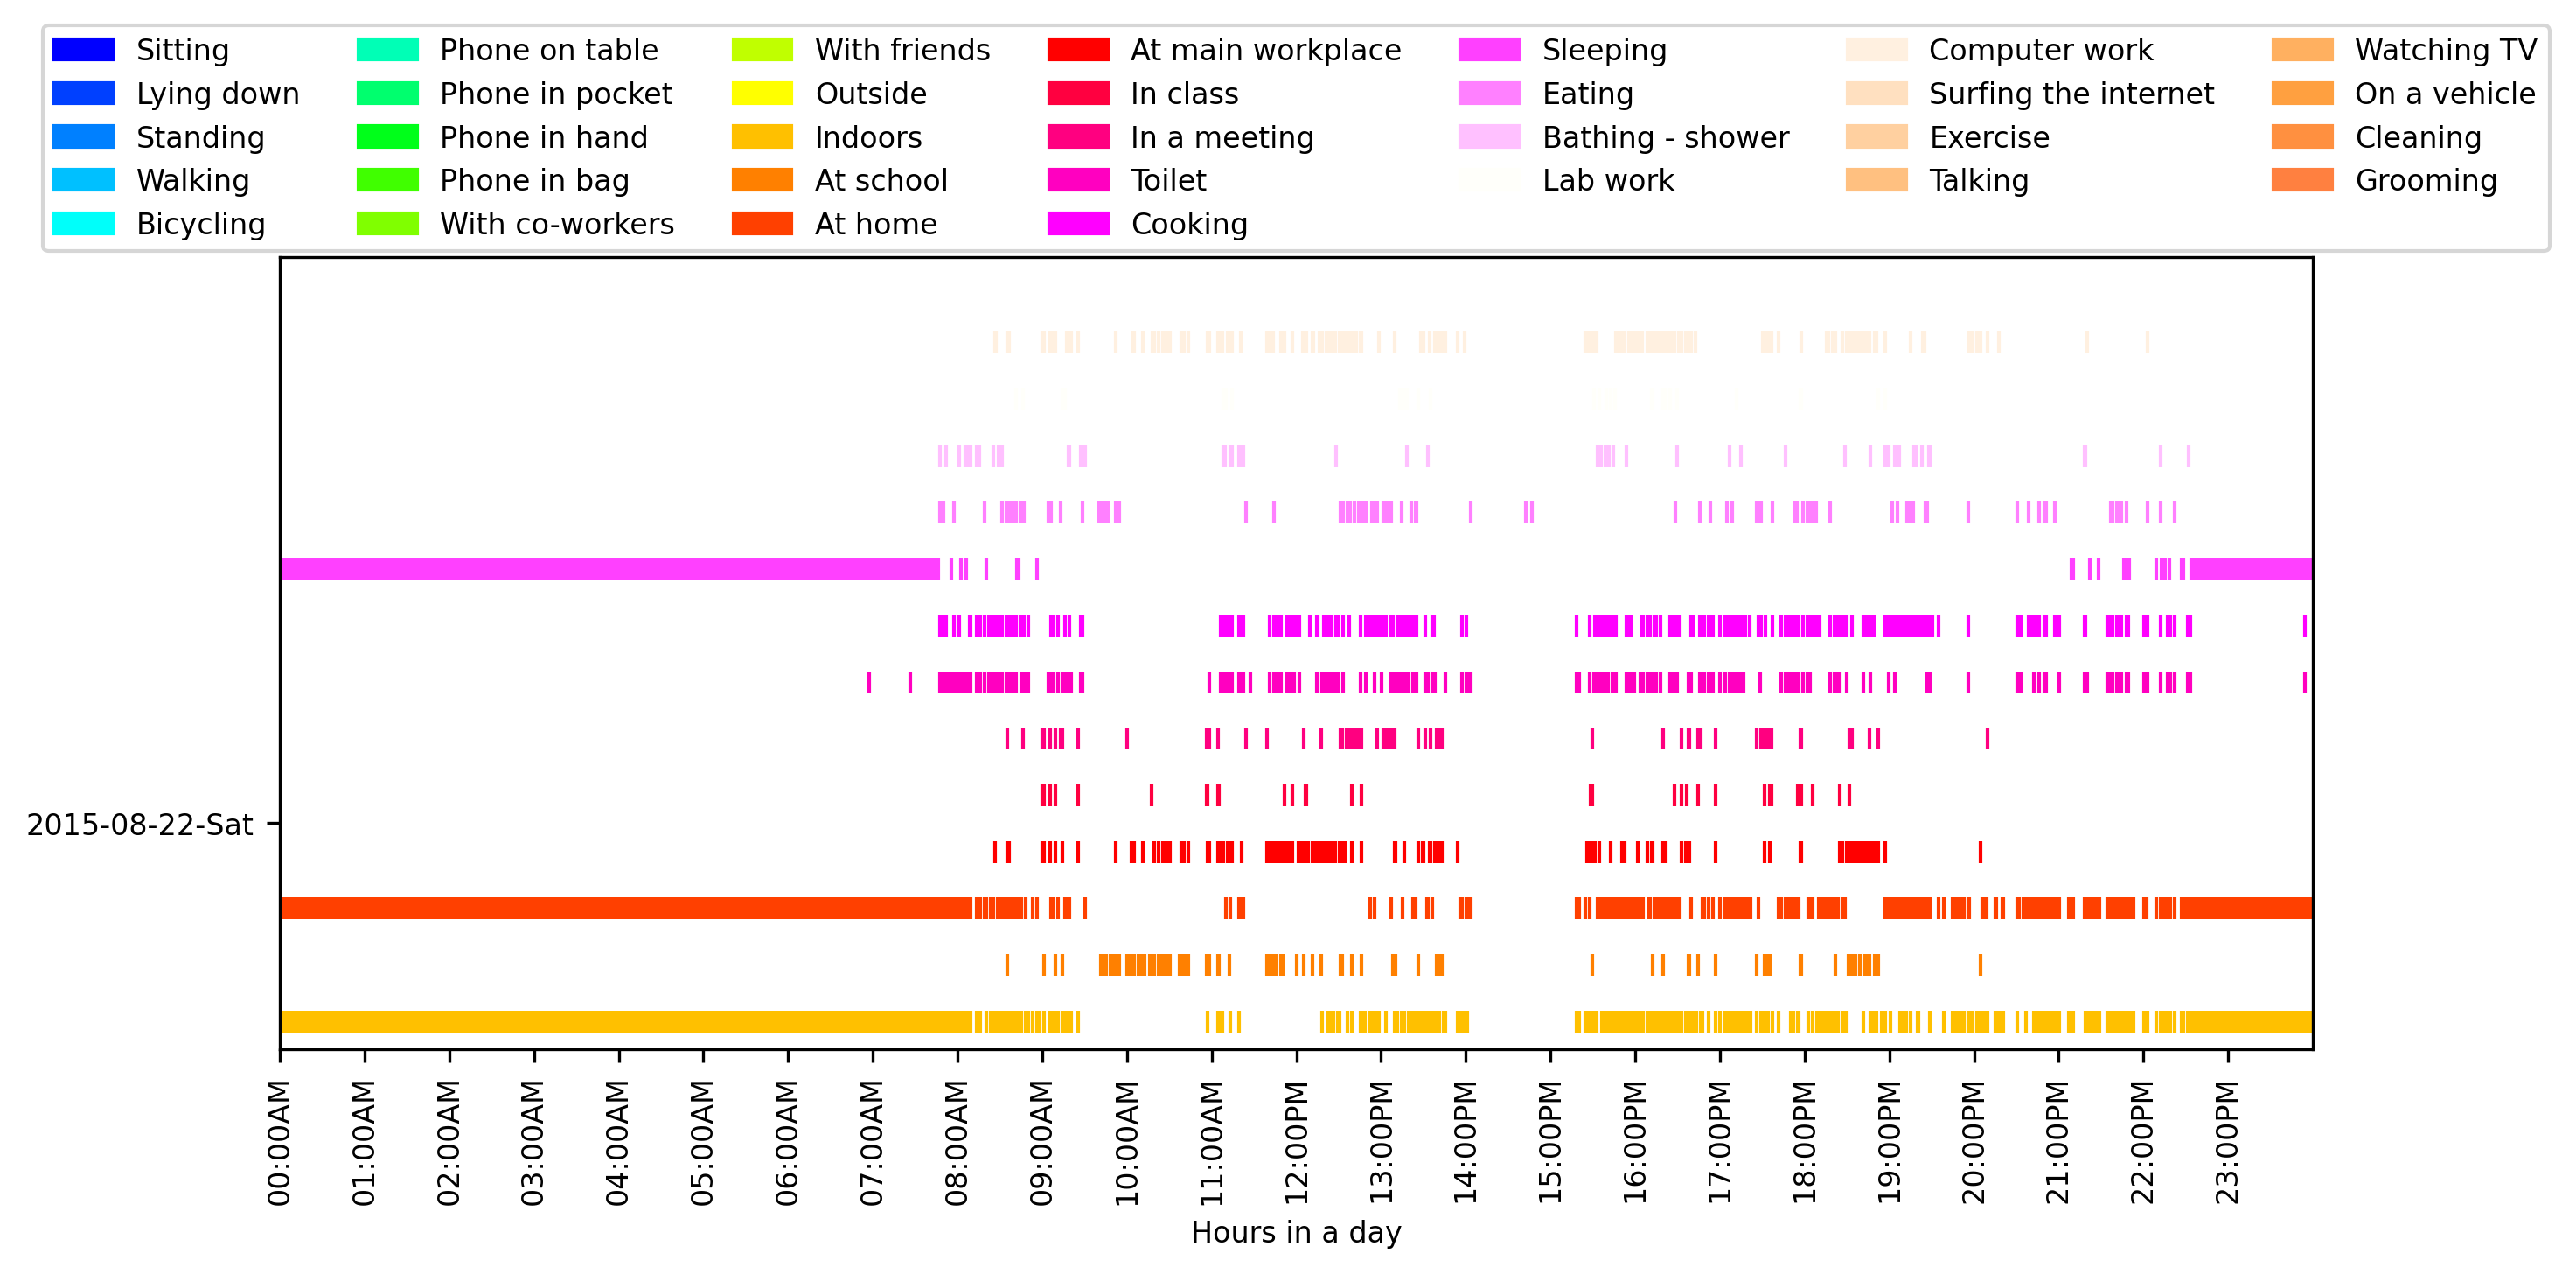 Sitting Phone on table With friends At main workplace Sleeping Computer work Watching TV
Lying down Phone in pocket Outside In class Eating Surfing the internet On a vehicle
Standing Phone in hand Indoors In a meeting Bathing - shower Exercise Cleaning
Walking Phone in bag At school Toilet Lab work Talking Grooming
Bicycling With co-workers At home Cooking
2015-08-22-Sat
00:00AM 01:00AM 02:00AM 03:00AM 04:00AM 05:00AM 06:00AM 07:00AM 08:00AM 09:00AM 10:00AM 11:00AM 12:00PM 13:00PM 14:00PM 15:00PM 16:00PM 17:00PM 18:00PM 19:00PM 20:00PM 21:00PM 22:00PM 23:00PM
Hours in a day